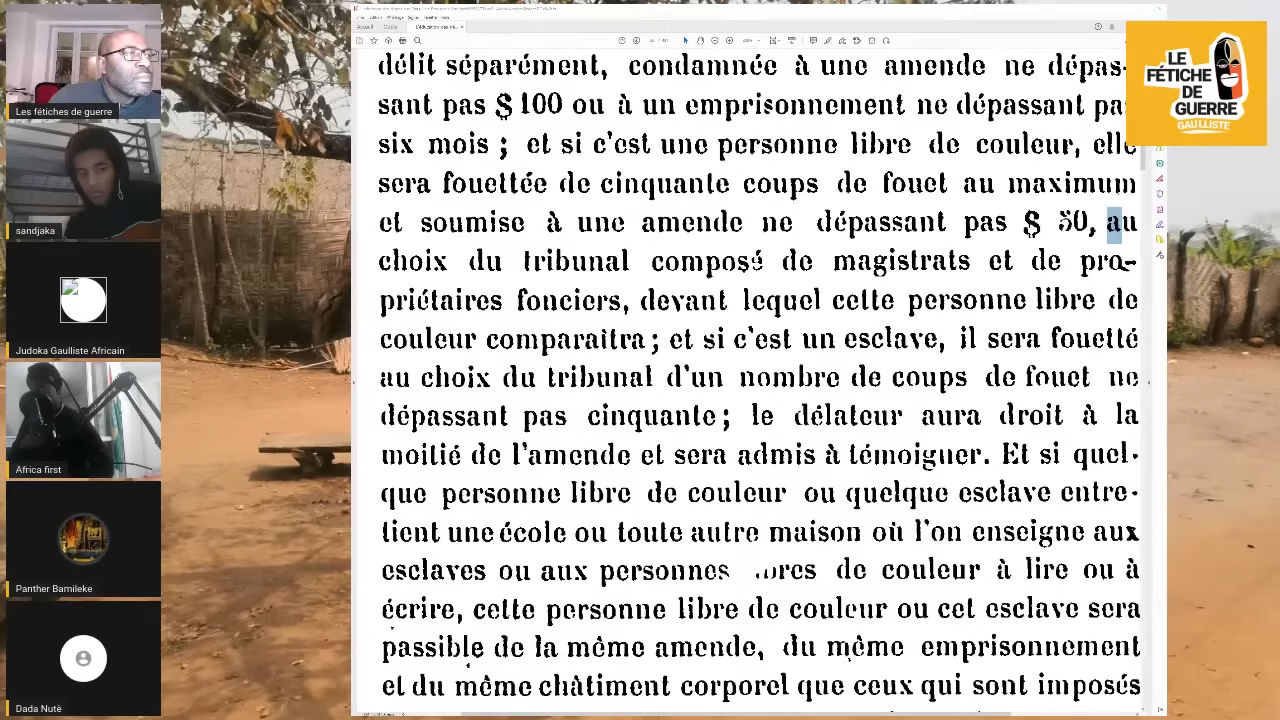 Accueil
Outils
délit séparément, condamnée à une amende ne dépas-
sant pas $ 100 ou à un emprisonnement ne dépassant pa
six mois ; et si c'est une personne libre de couleur, elle
sera fouettée de cinquante coups de fouet au maximum
et soumise à une amende ne dépassant pas $ 50, au
choix du tribunal composé de magistrats et de pro-
priétaires fonciers, devant lequel cette personne libre de
couleur comparaitra ; et si c'est un esclave, il sera fouetté
au choix du tribunal d'un nombre de coups de fouet ne
dépassant pas cinquante ; le délateur aura droit à la
moitié de l'amende et sera admis à témoigner. Et si quel-
que personne libre de couleur ou quelque esclave entre-
tient une école ou toute autre maison où l'on enseigne aux
esclaves ou aux personnes bres de couleur à lire ou à
écrire, cette personne libre de couleur ou cet esclave sera
passible de la même amende, du même emprisonnement
et du même châtiment corporel que ceux qui sont imposés
LE
FÉTICHE
DE
GUERRE
GAULLISTE
Les fétiches de guerre
sandjaka
Judoka Gaulliste Africain
Africa first
Panther Bamileke
Dada Nutè